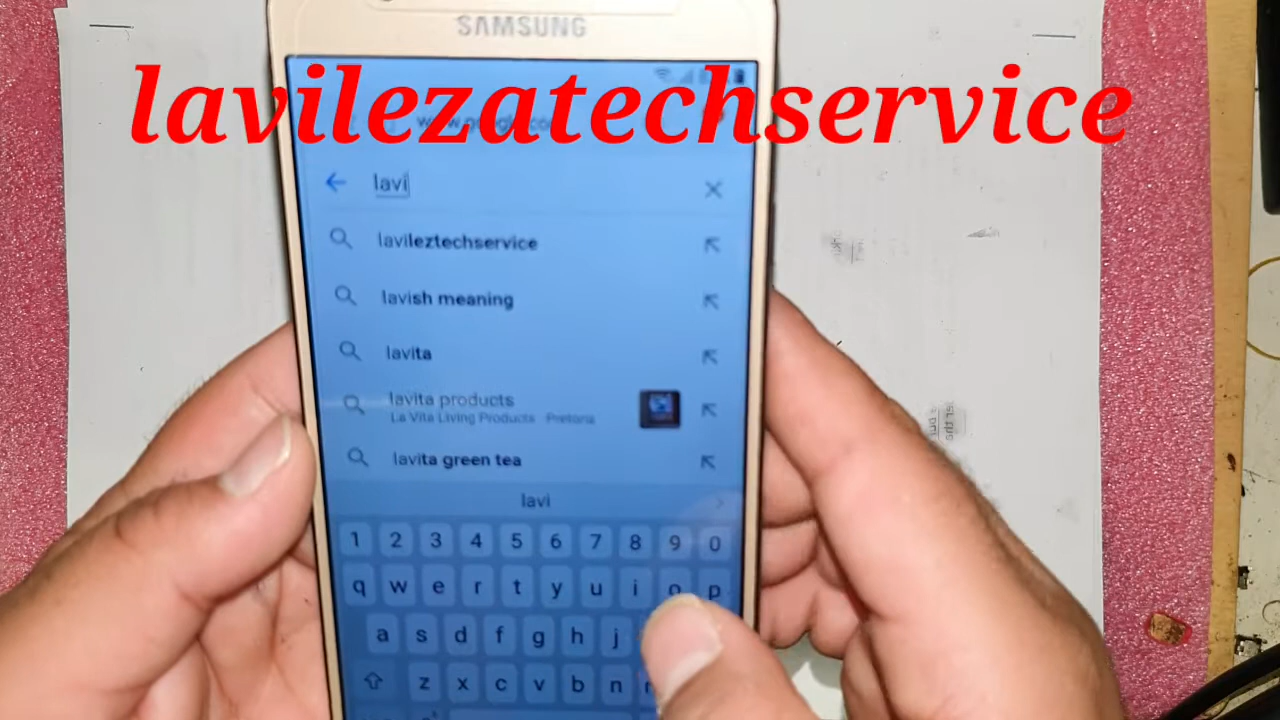 SAMSUNG
lavilezatechservice
lavi
lavileztechservice
lavish meaning
lavita
lavita products
La Vita Living Products · Pretoria
lavita green tea
lavi
1 2 3 4 5 6 7 8 9 0
q w e r t y u i o p
a s d f g h j
z x c v b n